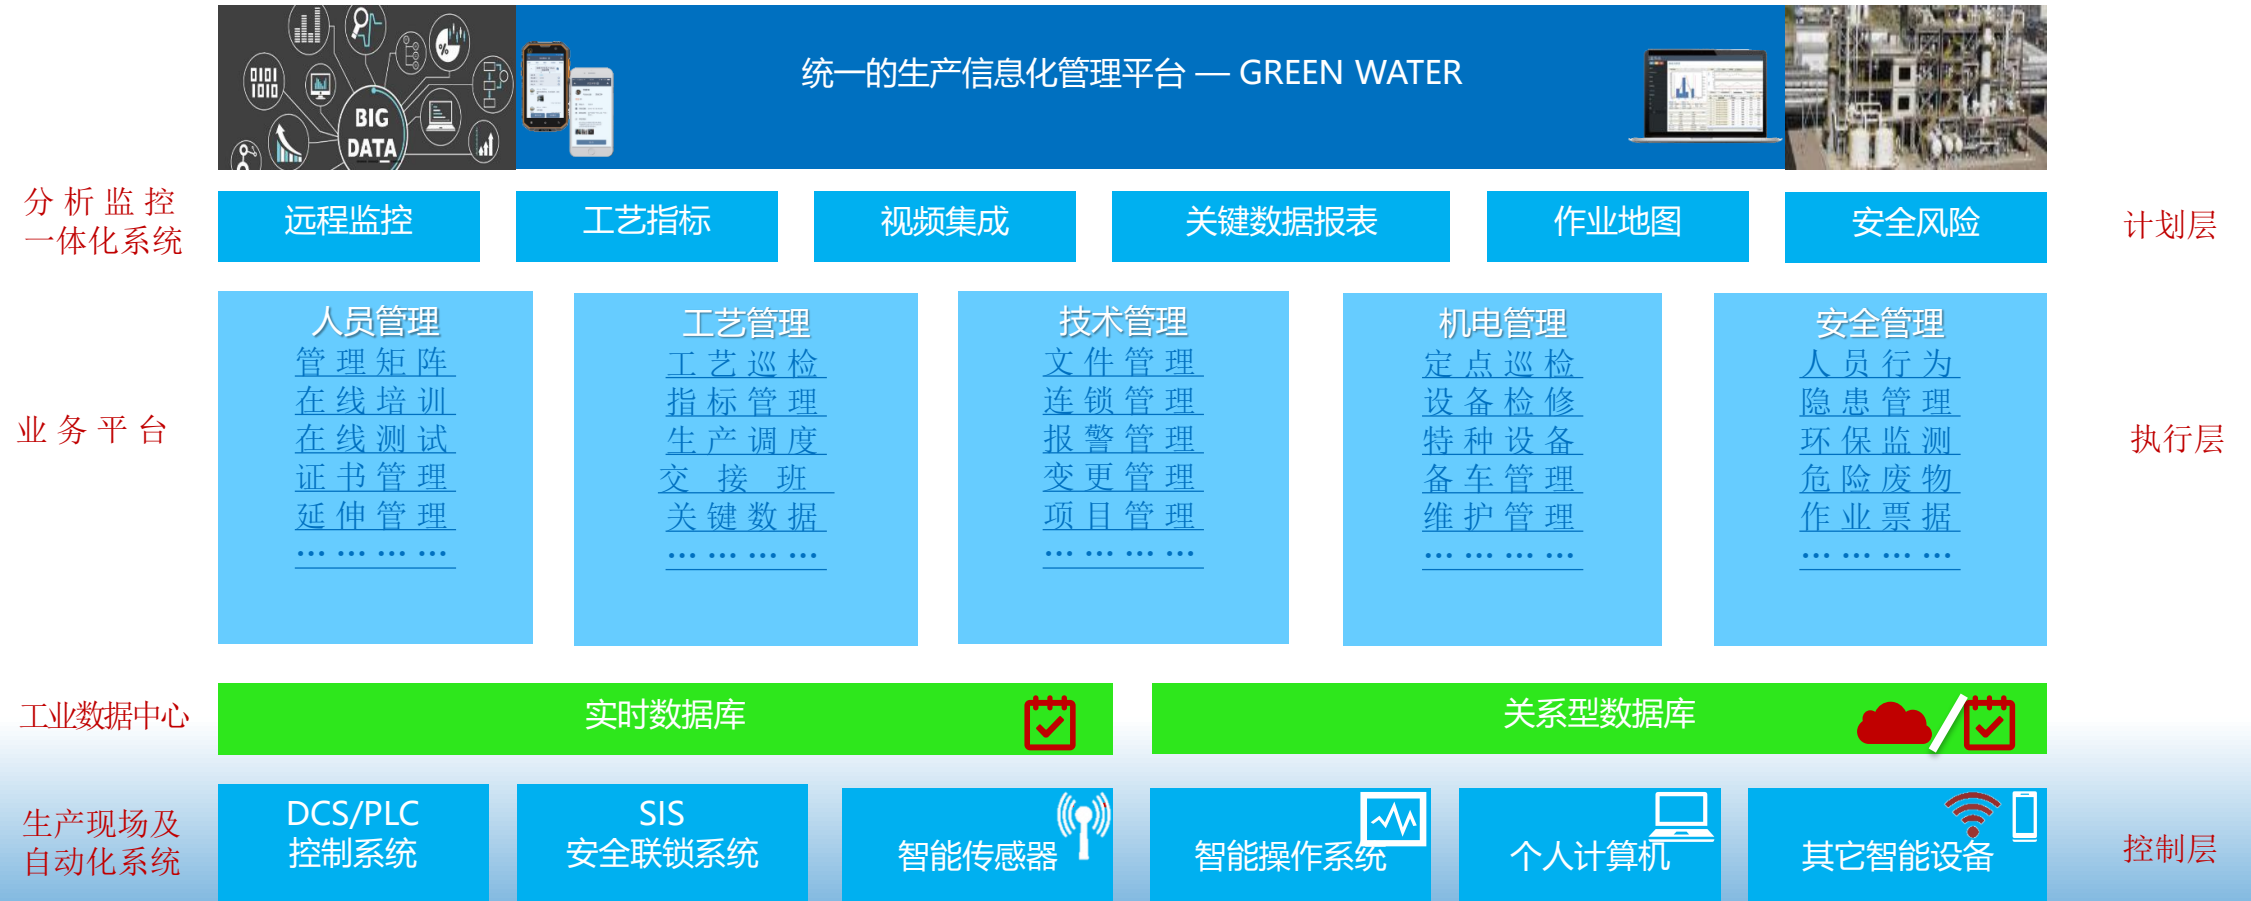 0101
1010
%
BIG
DATA
统一的生产信息化管理平台 — GREEN WATER
分析监控
一体化系统
远程监控
工艺指标
视频集成
关键数据报表
作业地图
安全风险
计划层
业务平台
人员管理
管理矩阵
在线培训
在线测试
证书管理
延伸管理
… … … …
工艺管理
工艺巡检
指标管理
生产调度
交接班
关键数据
… … … …
技术管理
文件管理
连锁管理
报警管理
变更管理
项目管理
… … … …
机电管理
定点巡检
设备检修
特种设备
备车管理
维护管理
… … … …
安全管理
人员行为
隐患管理
环保监测
危险废物
作业票据
… … … …
执行层
工业数据中心
实时数据库
关系型数据库
生产现场及
自动化系统
DCS/PLC
控制系统
SIS
安全联锁系统
智能传感器
智能操作系统
个人计算机
其它智能设备
控制层